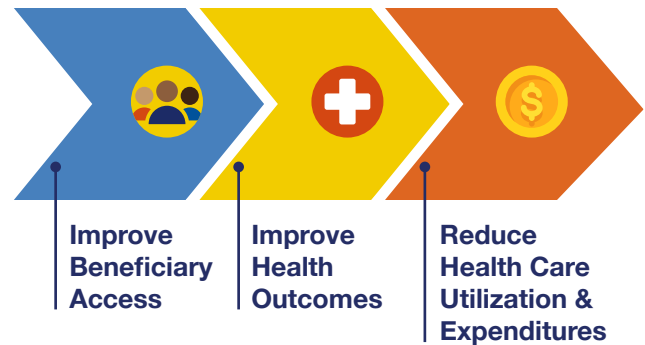 Improve
Beneficiary
Access
Improve
Health
Outcomes
Reduce
Health Care
Utilization &
Expenditures